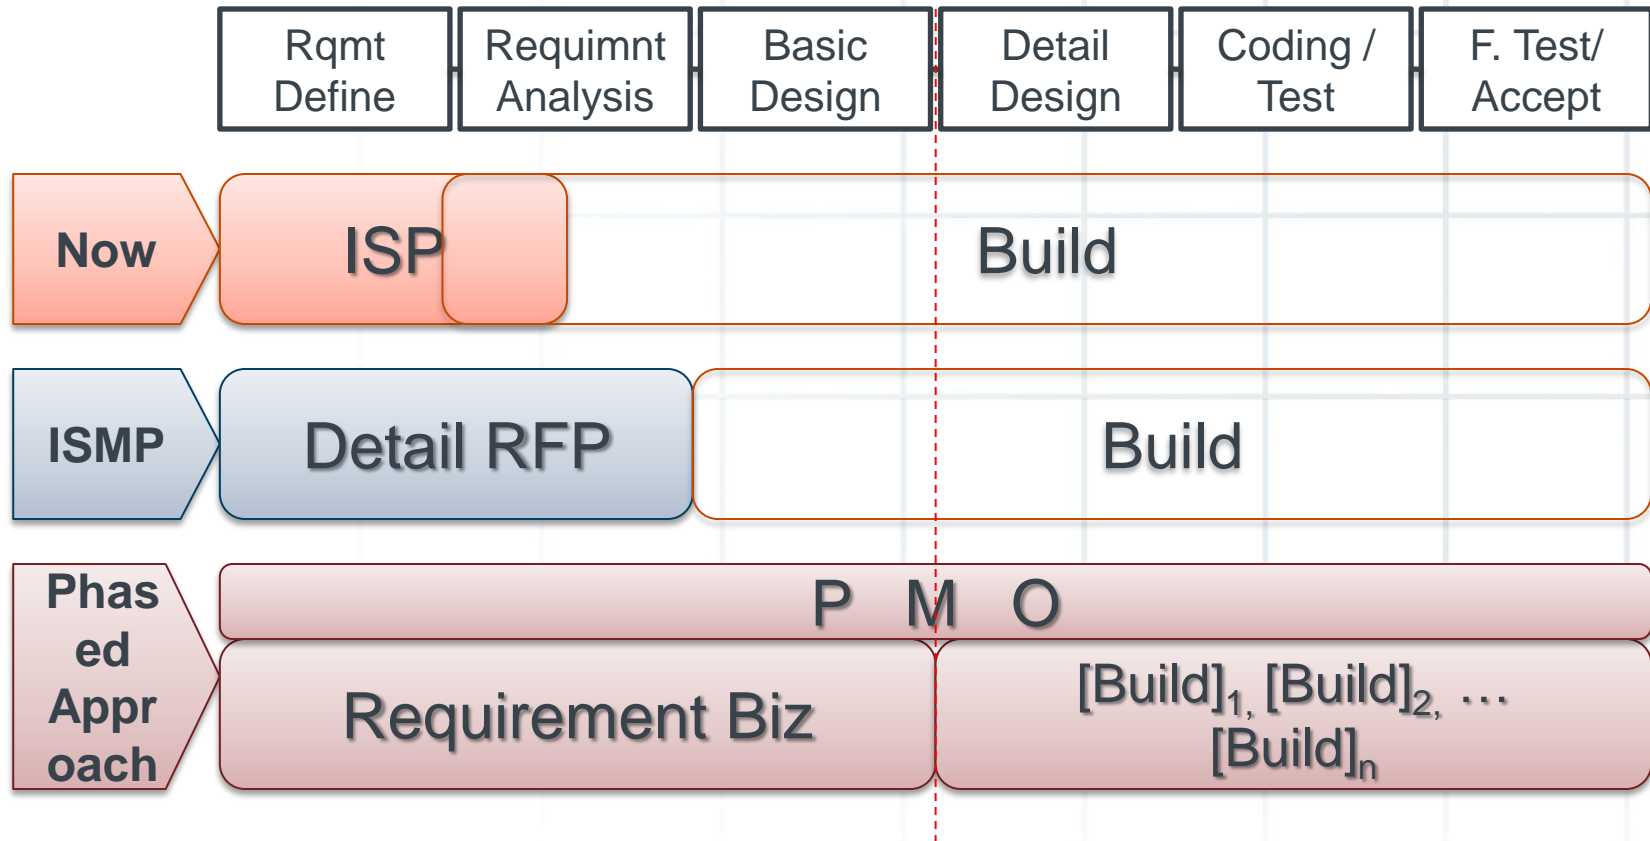 Rqmt
Define
Requimnt
Analysis
Basic
Design
Detail
Design
Coding /
Test
F. Test/
Accept
Now
ISP
Build
ISMP
Detail RFP
Build
Phas
ed
Appr
oach
P M O
Requirement Biz
[Build]1, [Build]2, …
[Build]n